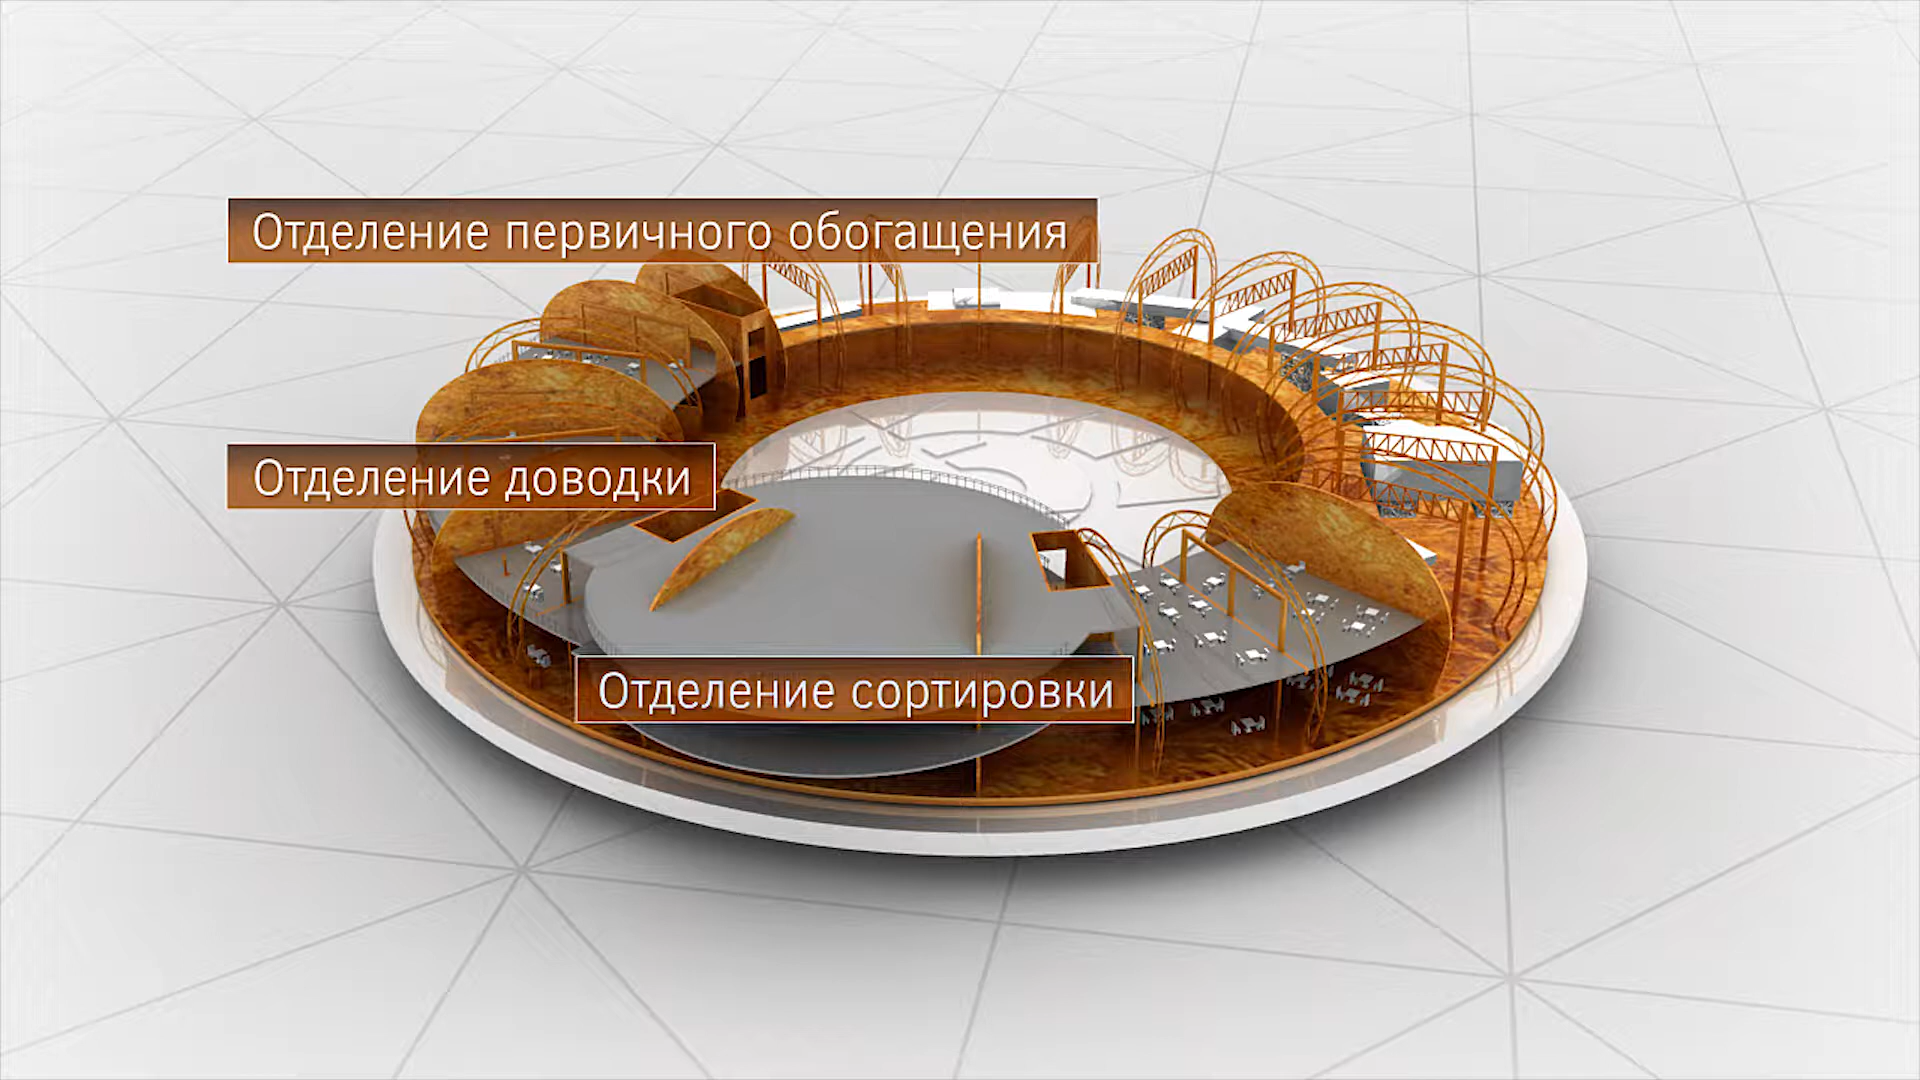 Отделение первичного обогащения
Отделение доводки
Отделение сортировки